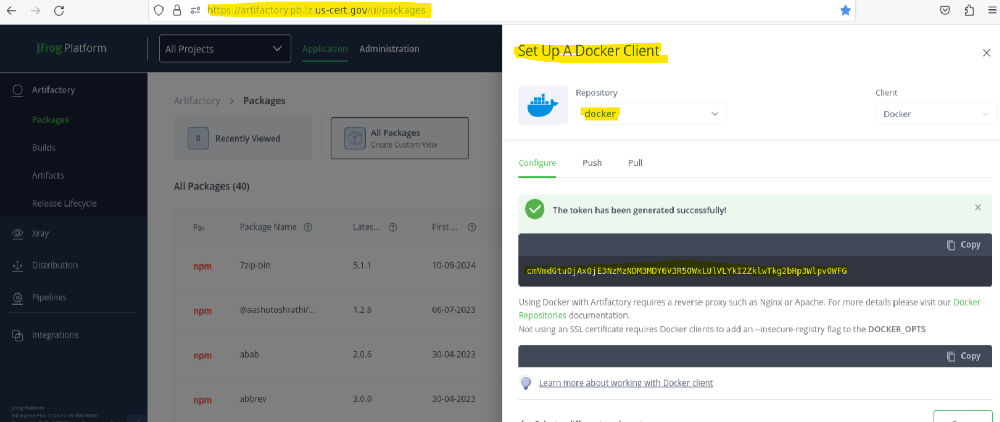 https://artifactory.pb.lz.us-cert.gov/ui/packages
JFrog Platform
All Projects
Application
Administration
Artifactory
Packages
Builds
Artifacts
Release Lifecycle
Xray
Distribution
Pipelines
Integrations
JFrog Platform
Enterprise Plus 7.104.10 rev 80410900
Artifactory > Packages
0 Recently Viewed
All Packages
Create Custom View
All Packages (40)
Package Name ? Lates... ? First ... ?
npm 7zip-bin 5.1.1 10-09-2024
npm @aashutoshrathi/... 1.2.6 06-07-2023
npm abab 2.0.6 30-04-2023
npm abbrev 3.0.0 30-04-2023
Set Up A Docker Client
Repository
docker
Client
Docker
Configure Push Pull
The token has been generated successfully!
Copy
[access token withheld]
Using Docker with Artifactory requires a reverse proxy such as Nginx or Apache. For more details please visit our Docker
Repositories documentation.
Not using an SSL certificate requires Docker clients to add an --insecure-registry flag to the DOCKER_OPTS
Copy
Learn more about working with Docker client